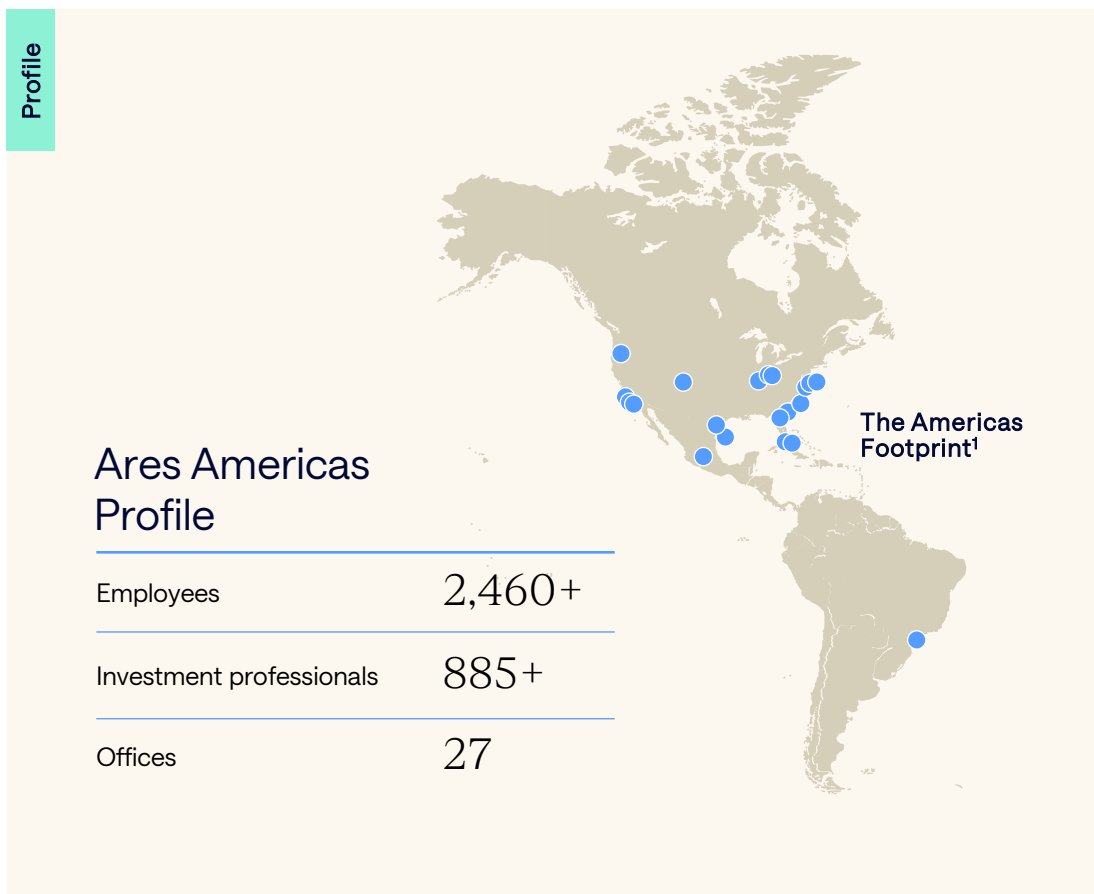 Profile
Ares Americas
Profile
Employees 2,460+
Investment professionals 885+
Offices 27
The Americas
Footprint¹